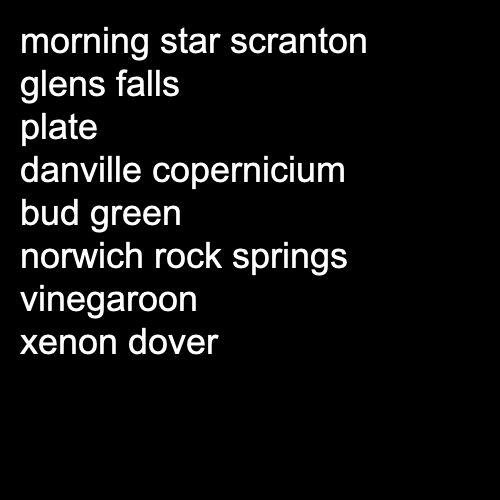 morning star scranton
glens falls
plate
danville copernicium
bud green
norwich rock springs
vinegaroon
xenon dover